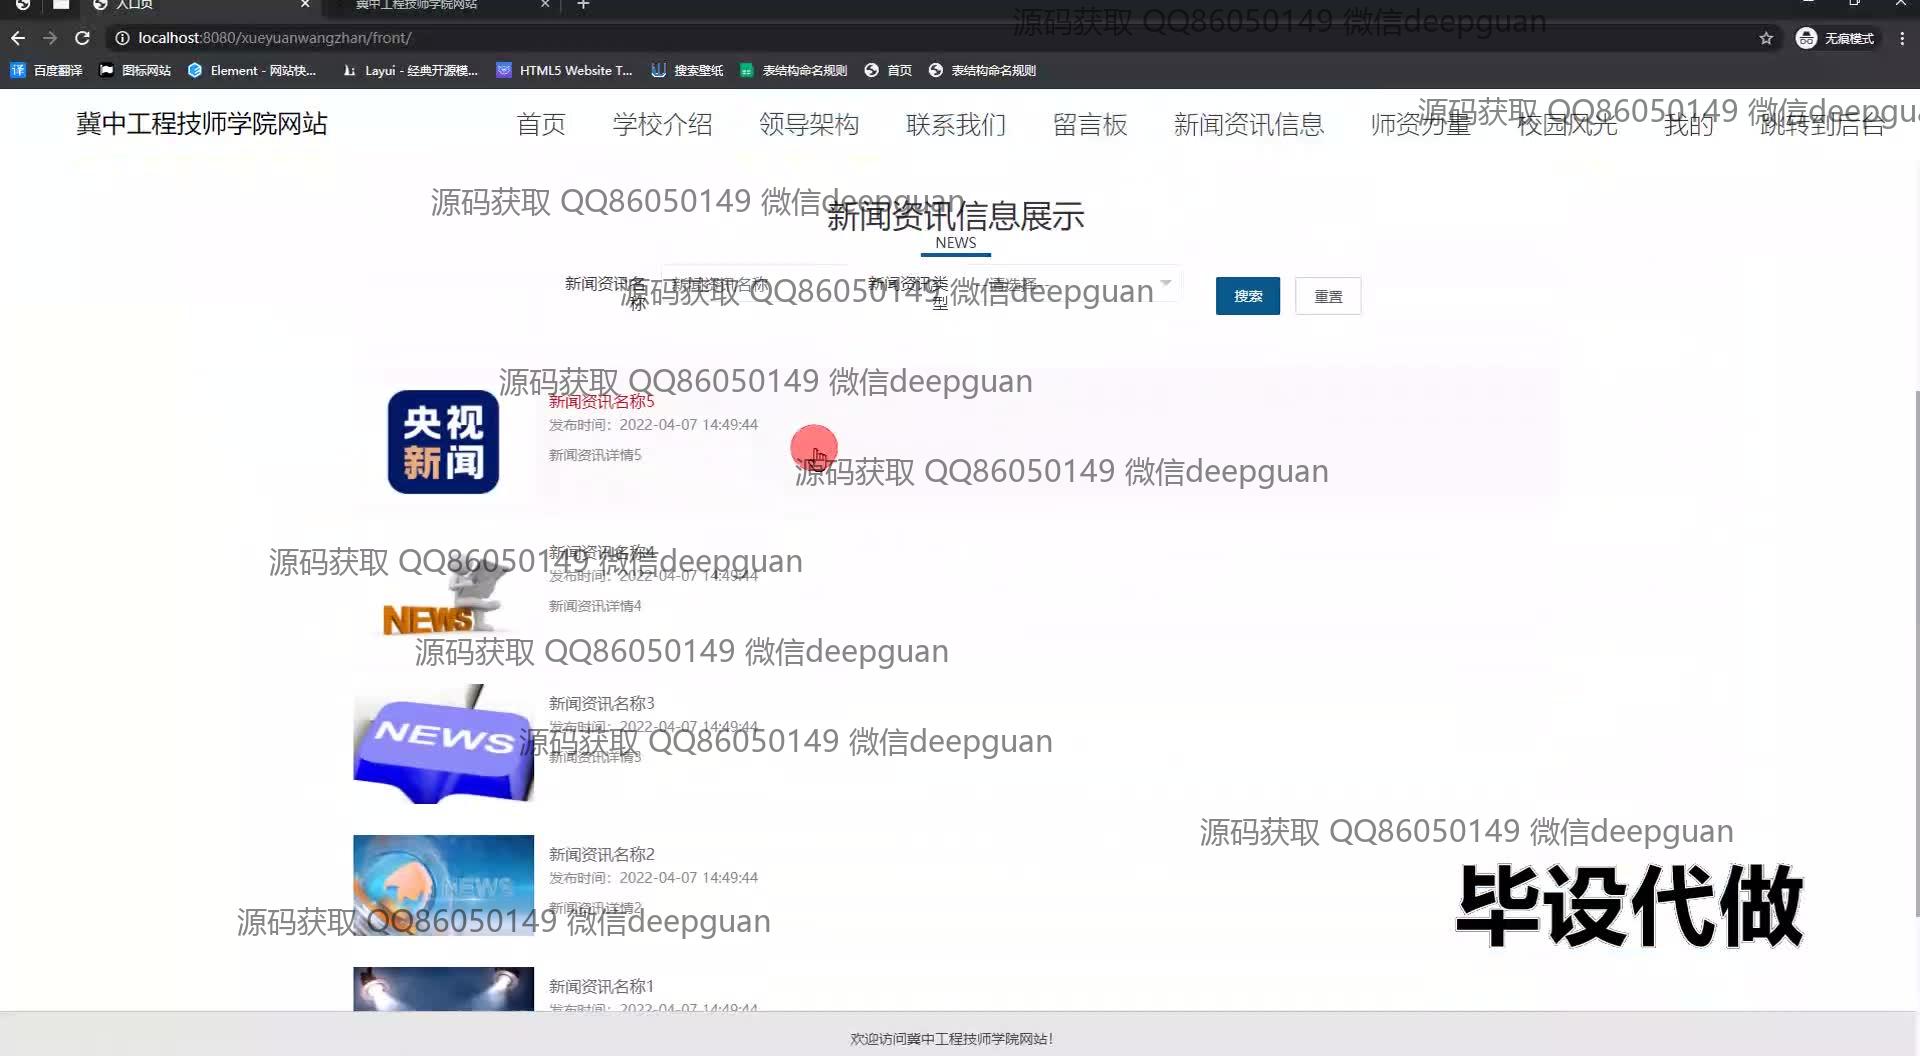 入口页
冀中工程技师学院网站
localhost:8080/xueyuanwangzhan/front/
无痕模式
百度翻译
图标网站
Element - 网站快...
Layui - 经典开源模...
HTML5 Website T...
搜索壁纸
表结构命名规则
首页
表结构命名规则
源码获取 QQ86050149 微信deepguan
冀中工程技师学院网站
首页
学校介绍
领导架构
联系我们
留言板
新闻资讯信息
师资力量
校园风光
我的
跳转到后台
源码获取 QQ86050149 微信deepgua
源码获取 QQ86050149 微信deepguan
新闻资讯信息展示
NEWS
新闻资讯名称
新闻资讯名称
新闻资讯类型
请选择
搜索
重置
源码获取 QQ86050149 微信deepguan
源码获取 QQ86050149 微信deepguan
央视
新闻
新闻资讯名称5
发布时间：2022-04-07 14:49:44
新闻资讯详情5
源码获取 QQ86050149 微信deepguan
源码获取 QQ86050149 微信deepguan
NEWS
新闻资讯名称4
发布时间：2022-04-07 14:49:44
新闻资讯详情4
源码获取 QQ86050149 微信deepguan
NEWS
新闻资讯名称3
发布时间：2022-04-07 14:49:44
新闻资讯详情3
源码获取 QQ86050149 微信deepguan
源码获取 QQ86050149 微信deepguan
NEWS
新闻资讯名称2
发布时间：2022-04-07 14:49:44
新闻资讯详情2
源码获取 QQ86050149 微信deepguan
毕设代做
新闻资讯名称1
发布时间：2022-04-07 14:49:44
欢迎访问冀中工程技师学院网站!